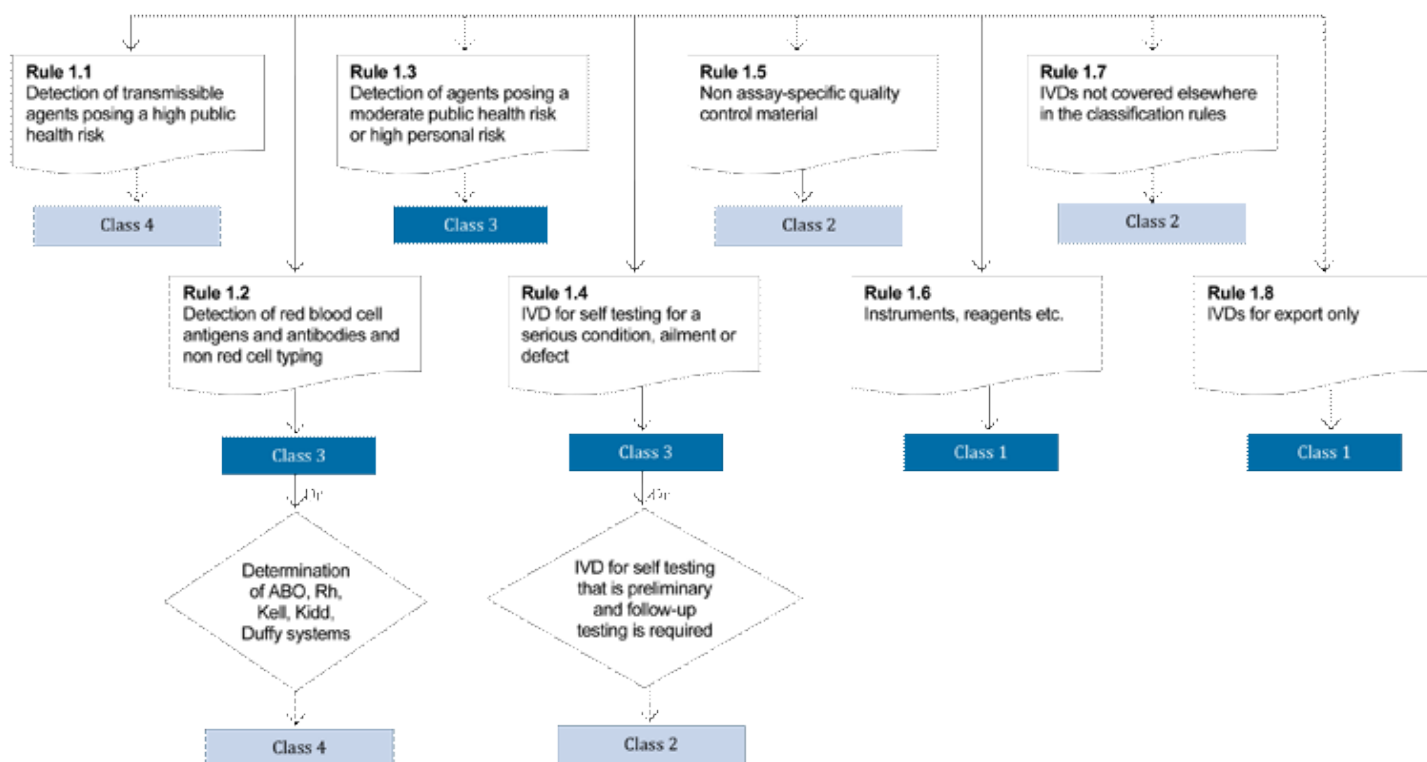 Rule 1.1
Detection of transmissible
agents posing a high public
health risk
Class 4
Rule 1.3
Detection of agents posing a
moderate public health risk
or high personal risk
Class 3
Rule 1.5
Non assay-specific quality
control material
Class 2
Rule 1.7
IVDs not covered elsewhere
in the classification rules
Class 2
Rule 1.2
Detection of red blood cell
antigens and antibodies and
non red cell typing
Class 3
Or
Determination
of ABO, Rh,
Kell, Kidd,
Duffy systems
Class 4
Rule 1.4
IVD for self testing for a
serious condition, ailment or
defect
Class 3
Or
IVD for self testing
that is preliminary
and follow-up
testing is required
Class 2
Rule 1.6
Instruments, reagents etc.
Class 1
Rule 1.8
IVDs for export only
Class 1